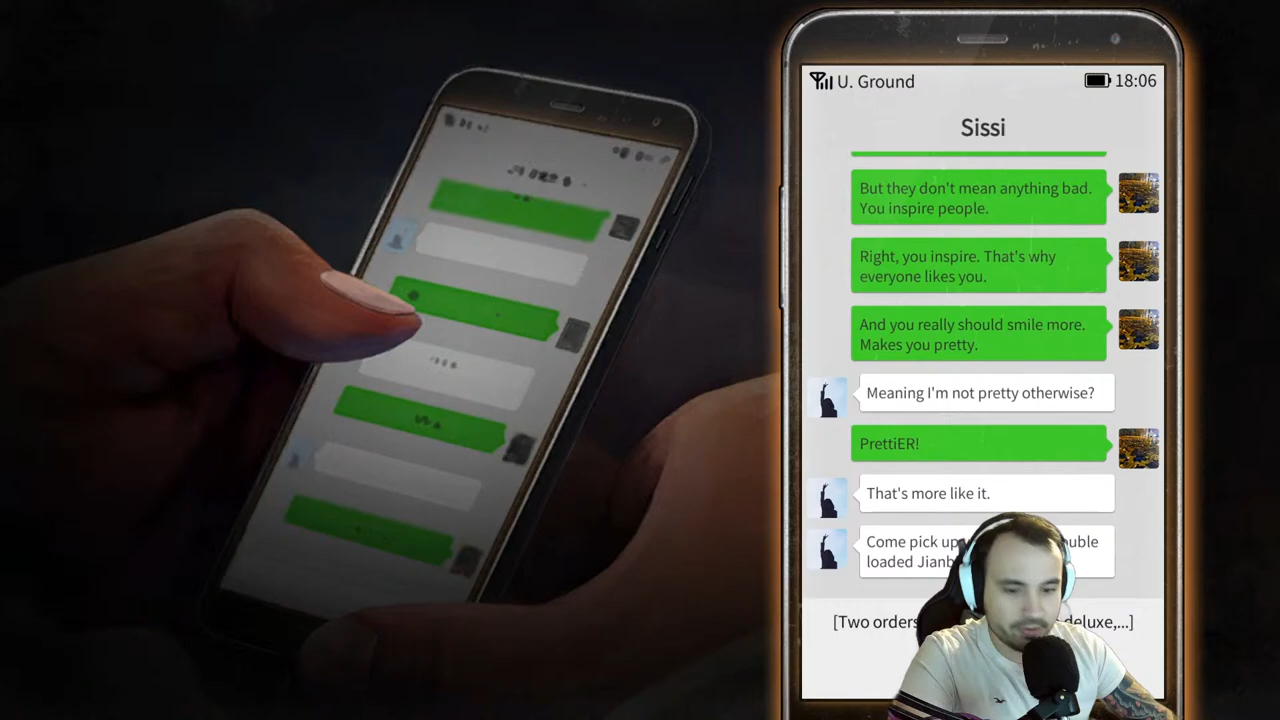 U. Ground
18:06
Sissi
But they don't mean anything bad.
You inspire people.
Right, you inspire. That's why
everyone likes you.
And you really should smile more.
Makes you pretty.
Meaning I'm not pretty otherwise?
PrettiER!
That's more like it.
Come pick up
loaded
[Two orders deluxe,...]